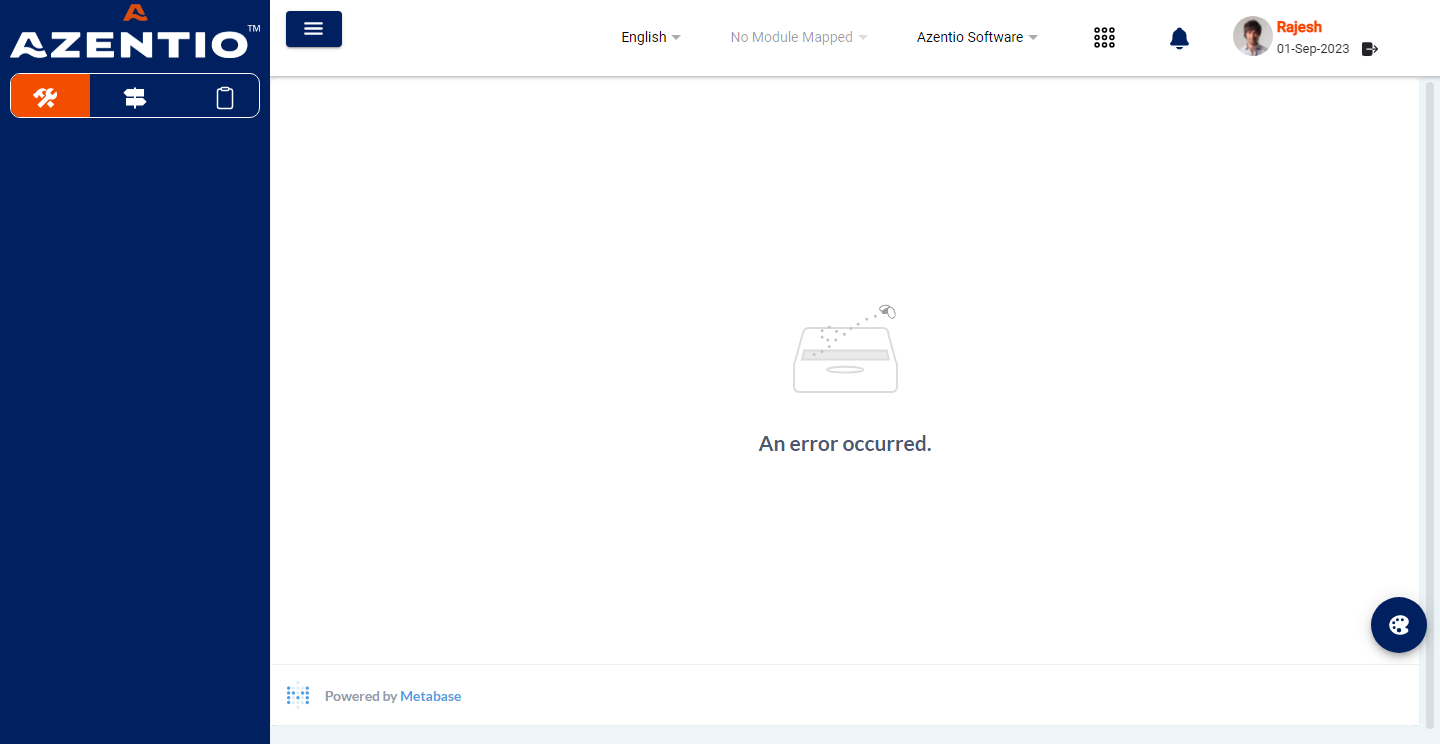 AZENTIO™
English
No Module Mapped
Azentio Software
Rajesh
01-Sep-2023
An error occurred.
Powered by Metabase